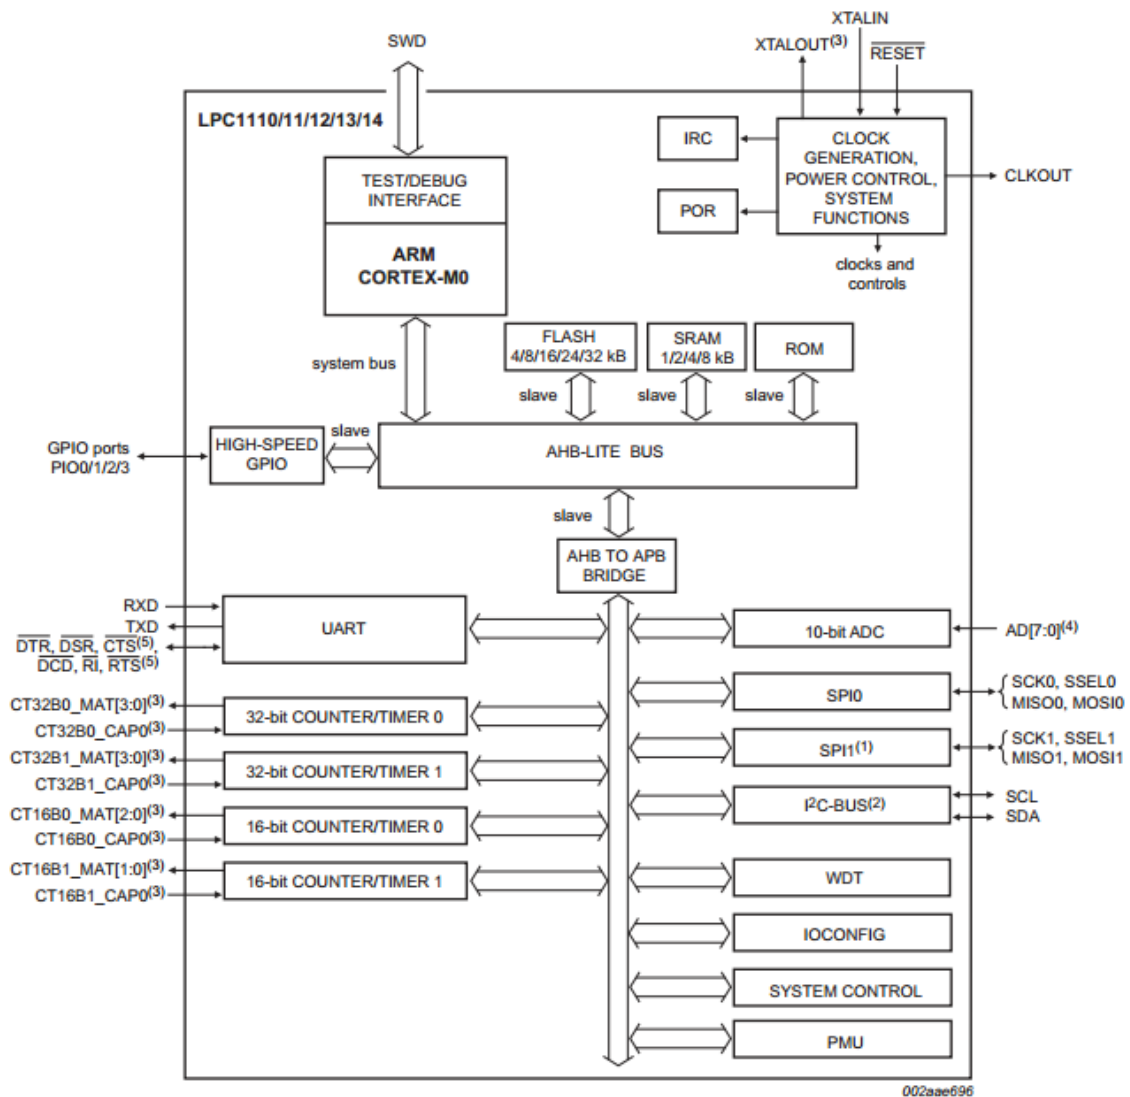 XTALIN
XTALOUT(3)
RESET
SWD
LPC1110/11/12/13/14
IRC
POR
CLOCK
GENERATION,
POWER CONTROL,
SYSTEM
FUNCTIONS
CLKOUT
clocks and
controls
TEST/DEBUG
INTERFACE
ARM
CORTEX-M0
system bus
FLASH
4/8/16/24/32 kB
SRAM
1/2/4/8 kB
ROM
slave
slave
slave
GPIO ports
PIO0/1/2/3
HIGH-SPEED
GPIO
slave
AHB-LITE BUS
slave
AHB TO APB
BRIDGE
RXD
TXD
DTR, DSR, CTS(5),
DCD, RI, RTS(5)
UART
10-bit ADC
AD[7:0](4)
SPI0
SCK0, SSEL0
MISO0, MOSI0
CT32B0_MAT[3:0](3)
CT32B0_CAP0(3)
32-bit COUNTER/TIMER 0
SPI1(1)
SCK1, SSEL1
MISO1, MOSI1
CT32B1_MAT[3:0](3)
CT32B1_CAP0(3)
32-bit COUNTER/TIMER 1
I2C-BUS(2)
SCL
SDA
CT16B0_MAT[2:0](3)
CT16B0_CAP0(3)
16-bit COUNTER/TIMER 0
CT16B1_MAT[1:0](3)
CT16B1_CAP0(3)
16-bit COUNTER/TIMER 1
WDT
IOCONFIG
SYSTEM CONTROL
PMU
002aae696